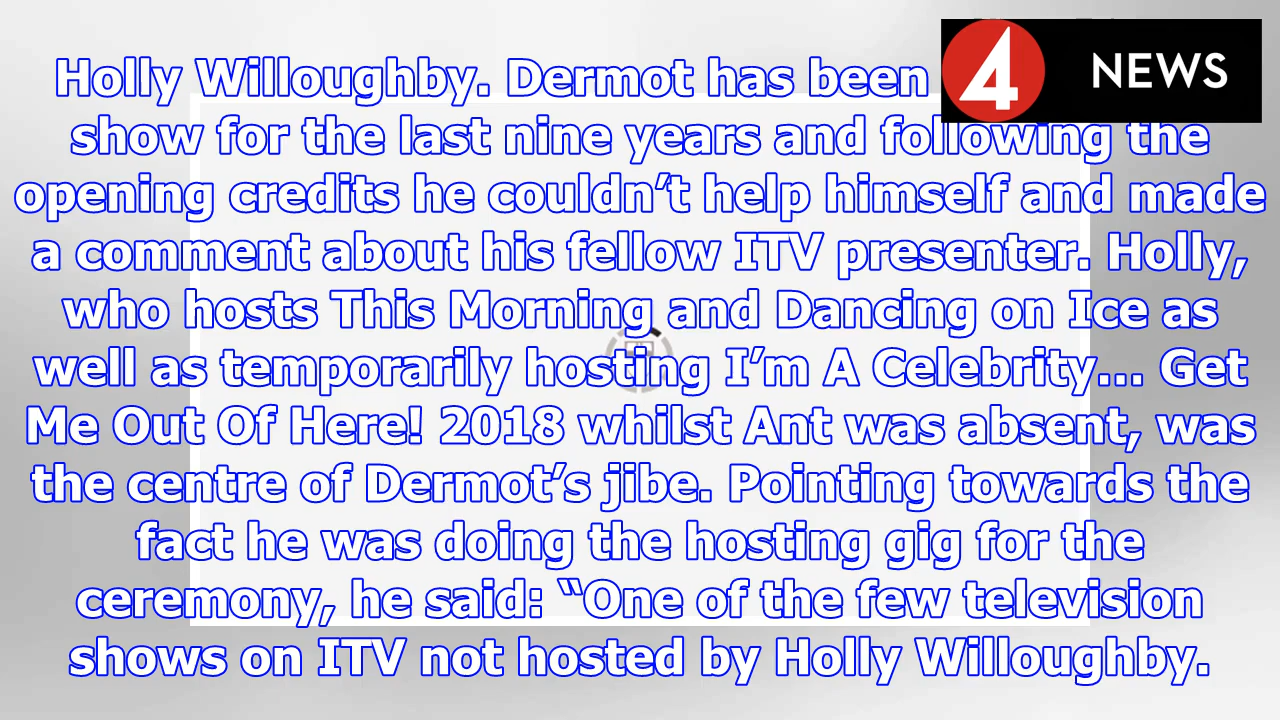 4 NEWS
Holly Willoughby. Dermot has been
show for the last nine years and following the
opening credits he couldn’t help himself and made
a comment about his fellow ITV presenter. Holly,
who hosts This Morning and Dancing on Ice as
well as temporarily hosting I’m A Celebrity... Get
Me Out Of Here! 2018 whilst Ant was absent, was
the centre of Dermot’s jibe. Pointing towards the
fact he was doing the hosting gig for the
ceremony, he said: “One of the few television
shows on ITV not hosted by Holly Willoughby.